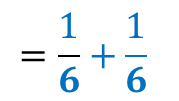 = 1/6 + 1/6